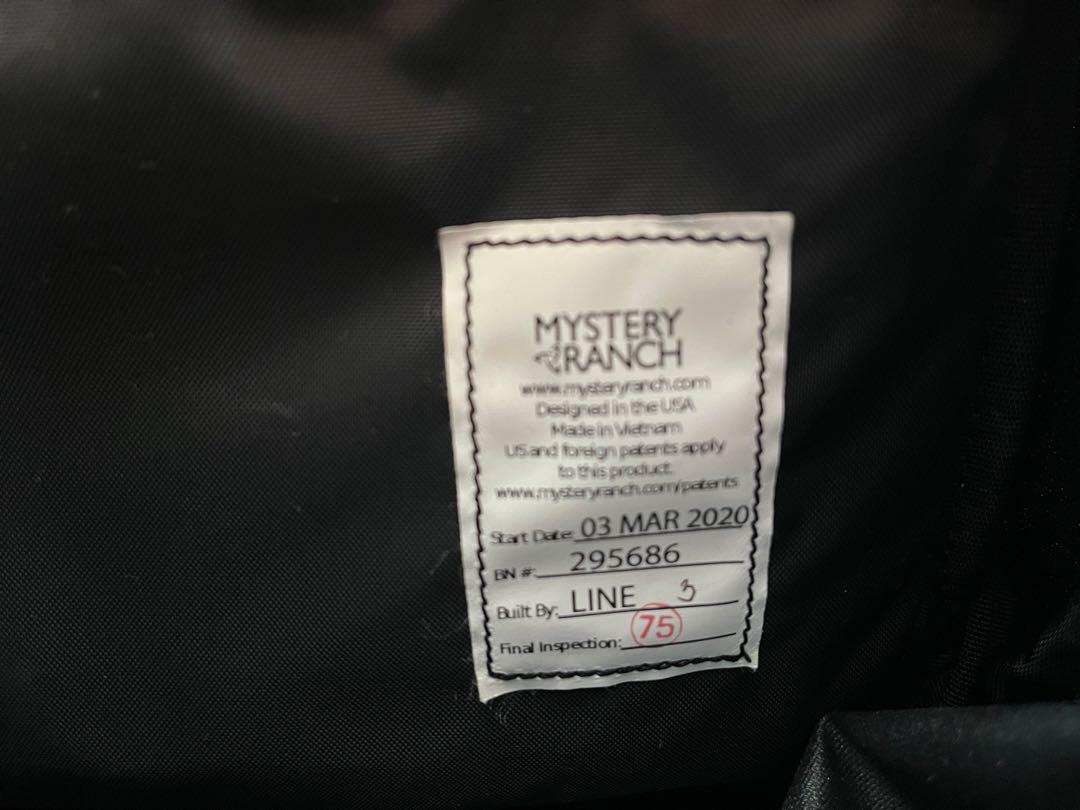 MYSTERY
RANCH
www.mysteryranch.com
Designed in the USA
Made in Vietnam
US and foreign patents apply
to this product.
www.mysteryranch.com/patents
Start Date: 03 MAR 2020
BN #: 295686
Built By: LINE 3
Final Inspection: 75